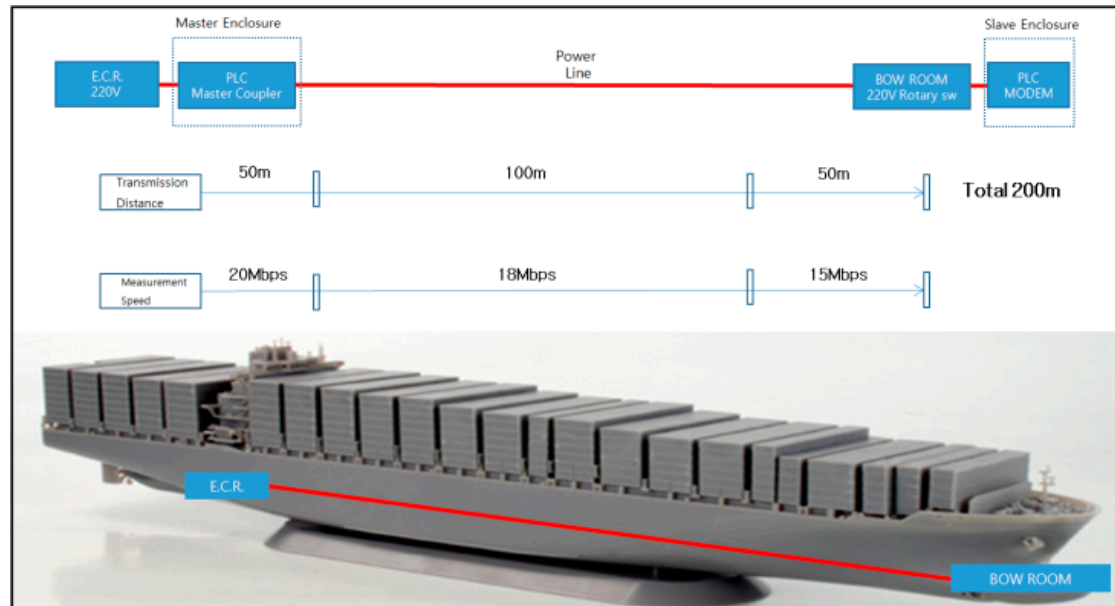 Master Enclosure
Slave Enclosure
E.C.R.
220V
PLC
Master Coupler
Power
Line
BOW ROOM
220V Rotary sw
PLC
MODEM
Transmission
Distance
50m
100m
50m
Total 200m
Measurement
Speed
20Mbps
18Mbps
15Mbps
E.C.R.
BOW ROOM